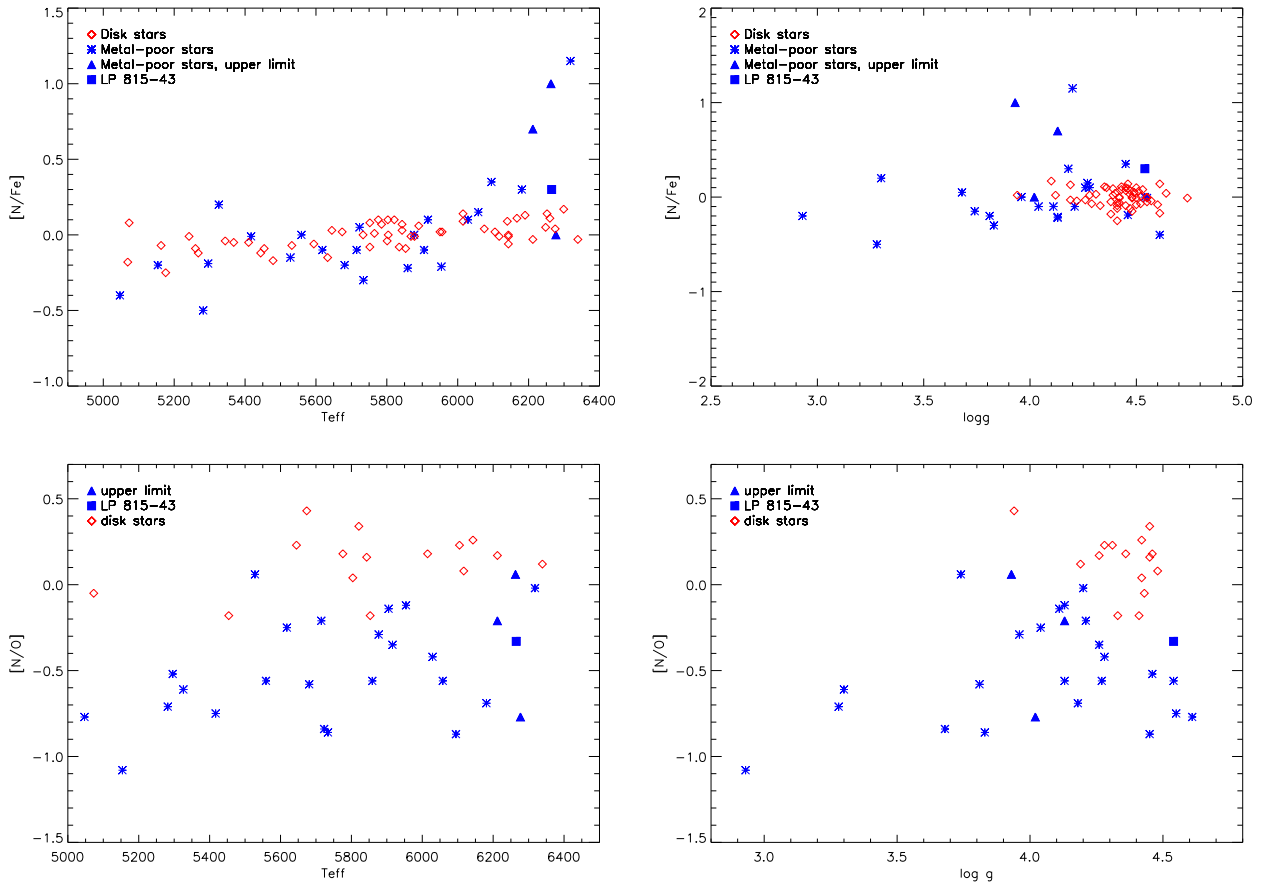 1.5
1.0
0.5
0.0
−0.5
−1.0
[N/Fe]
Disk stars
Metal−poor stars
Metal−poor stars, upper limit
LP 815−43
5000 5200 5400 5600 5800 6000 6200 6400
Teff
2
1
0
−1
−2
[N/Fe]
Disk stars
Metal−poor stars
Metal−poor stars, upper limit
LP 815−43
2.5 3.0 3.5 4.0 4.5 5.0
logg
0.5
0.0
−0.5
−1.0
−1.5
[N/O]
upper limit
LP 815−43
disk stars
5000 5200 5400 5600 5800 6000 6200 6400
Teff
0.5
0.0
−0.5
−1.0
−1.5
[N/O]
upper limit
LP 815−43
disk stars
3.0 3.5 4.0 4.5
log g